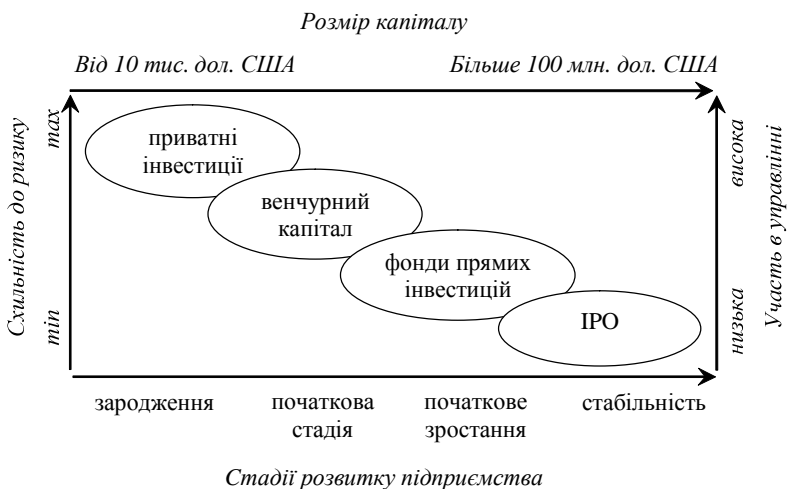 Розмір капіталу
Від 10 тис. дол. США
Більше 100 млн. дол. США
Схильність до ризику
max
min
приватні
інвестиції
венчурний
капітал
фонди прямих
інвестицій
ІРО
висока
низька
Участь в управлінні
зародження
початкова
стадія
початкове
зростання
стабільність
Стадії розвитку підприємства